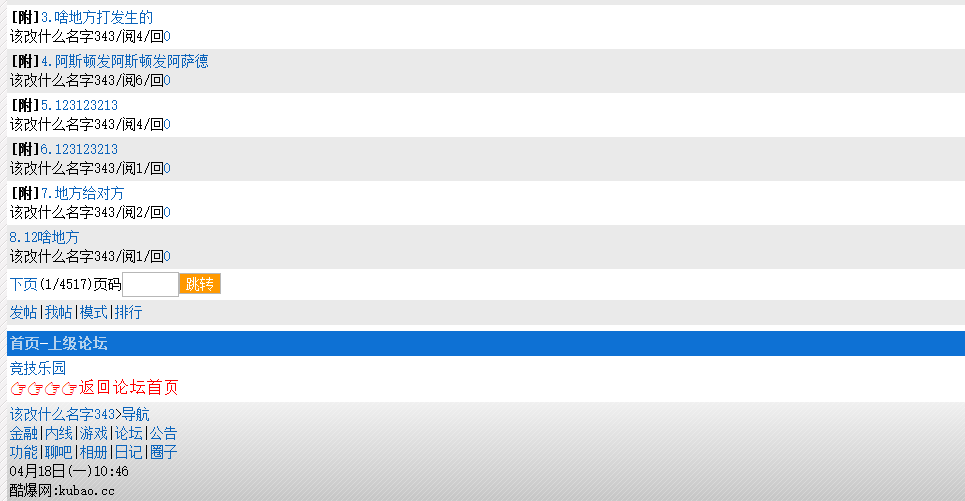 [附]3.啥地方打发生的
该改什么名字343/阅4/回0
[附]4.阿斯顿发阿斯顿发阿萨德
该改什么名字343/阅6/回0
[附]5.123123213
该改什么名字343/阅4/回0
[附]6.123123213
该改什么名字343/阅1/回0
[附]7.地方给对方
该改什么名字343/阅2/回0
8.12啥地方
该改什么名字343/阅1/回0
下页(1/4517)页码 跳转
发帖|我帖|模式|排行
首页-上级论坛
竞技乐园
👉👉👉👉返回论坛首页
该改什么名字343>导航
金融|内线|游戏|论坛|公告
功能|聊吧|相册|日记|圈子
04月18日(一)10:46
酷爆网:kubao.cc